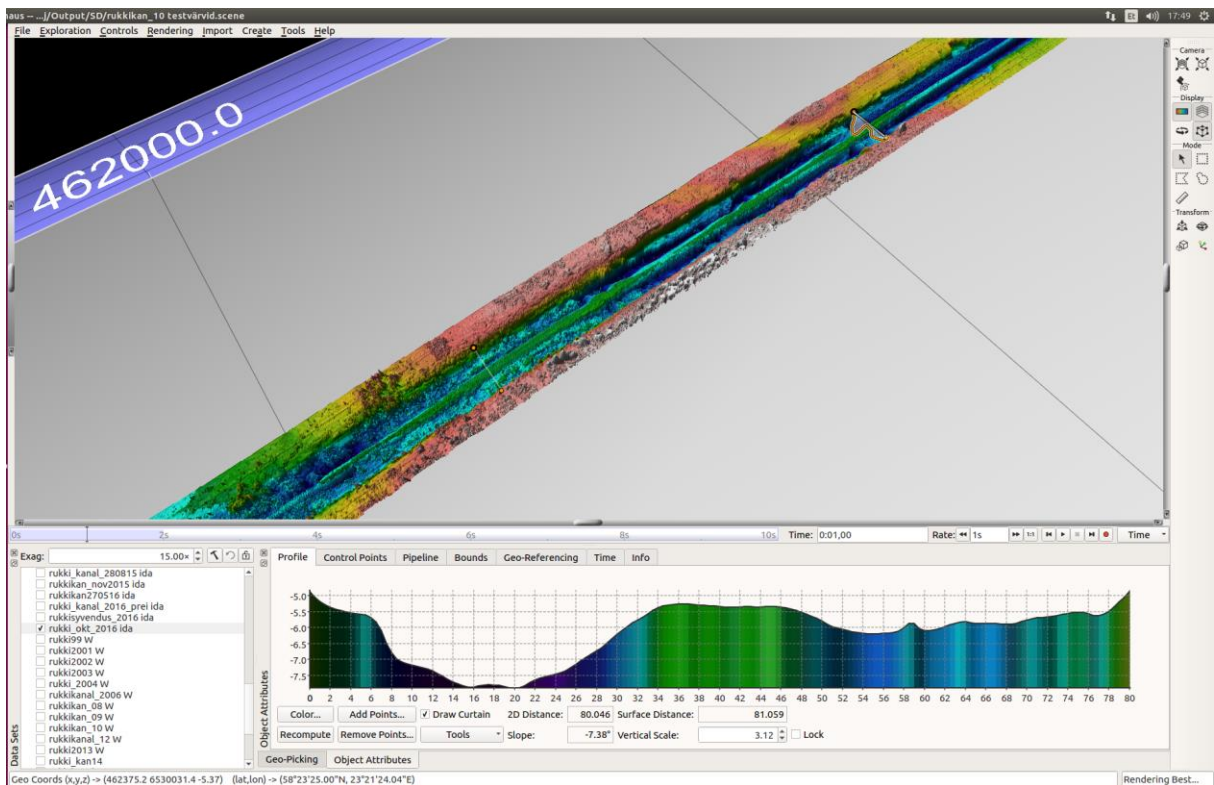 haus -- ...j/Output/SD/rukkikan_10 testvärvid.scene
Et 17:49
File Exploration Controls Rendering Import Create Tools Help
462000.0
Camera
Display
Mode
Transform
0s 2s 4s 6s 8s 10s Time: 0:01,00 Rate: 1s 1:1 Time
Exag: 15.00×
rukki_kanal_280815 ida
rukkikan_nov2015 ida
rukkikan270516 ida
rukki_kanal_2016_prei ida
rukkisyvendus_2016 ida
rukki_okt_2016 ida
rukki99 W
rukki2001 W
rukki2002 W
rukki2003 W
rukki_2004 W
rukkikanal_2006 W
rukkikan_08 W
rukkikan_09 W
rukkikan_10 W
rukkikanal_12 W
rukki2013 W
rukki_kan14
Data Sets
Object Attributes
Profile Control Points Pipeline Bounds Geo-Referencing Time Info
-5.0
-5.5
-6.0
-6.5
-7.0
-7.5
0 2 4 6 8 10 12 14 16 18 20 22 24 26 28 30 32 34 36 38 40 42 44 46 48 50 52 54 56 58 60 62 64 66 68 70 72 74 76 78 80
Color... Add Points... Draw Curtain 2D Distance: 80.046 Surface Distance: 81.059
Recompute Remove Points... Tools Slope: -7.38° Vertical Scale: 3.12 Lock
Geo-Picking Object Attributes
Geo Coords (x,y,z) -> (462375.2 6530031.4 -5.37) (lat,lon) -> (58°23'25.00"N, 23°21'24.04"E)
Rendering Best...